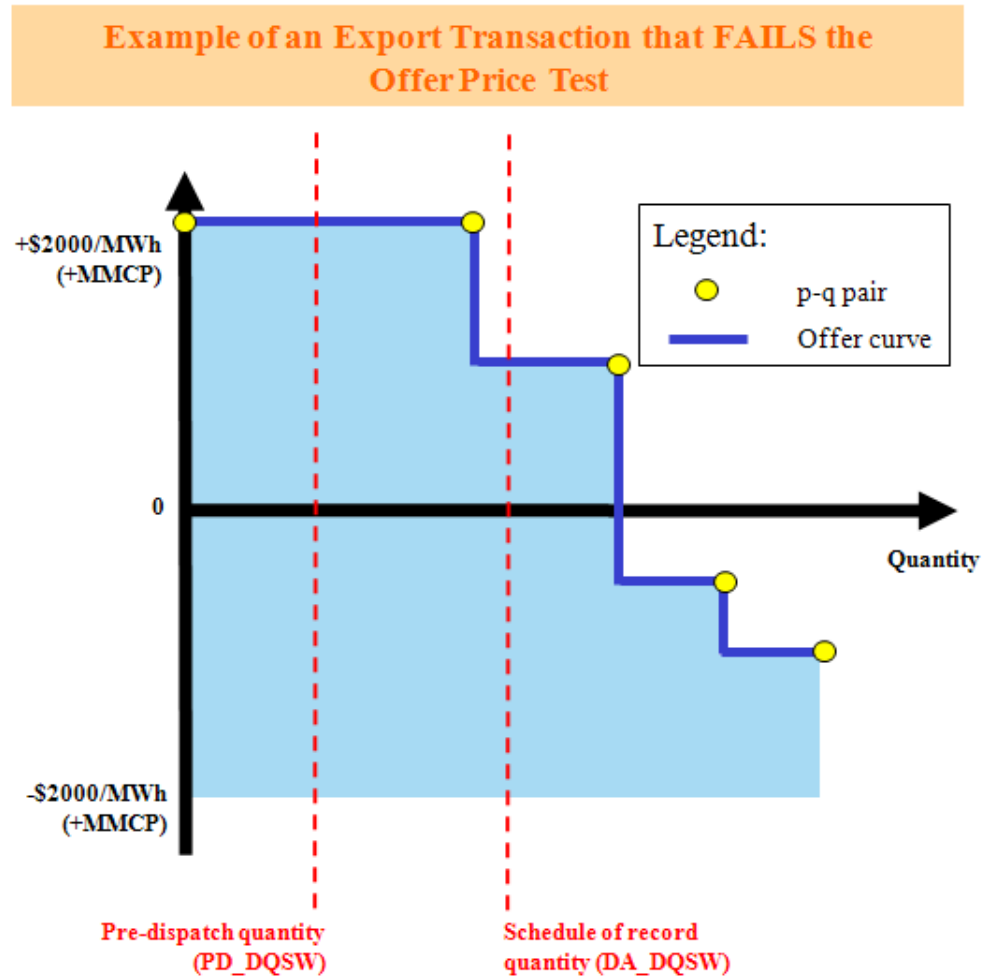 Example of an Export Transaction that FAILS the
Offer Price Test
+$2000/MWh
(+MMCP)
Legend:
p-q pair
Offer curve
0
Quantity
-$2000/MWh
(+MMCP)
Pre-dispatch quantity
(PD_DQSW)
Schedule of record
quantity (DA_DQSW)